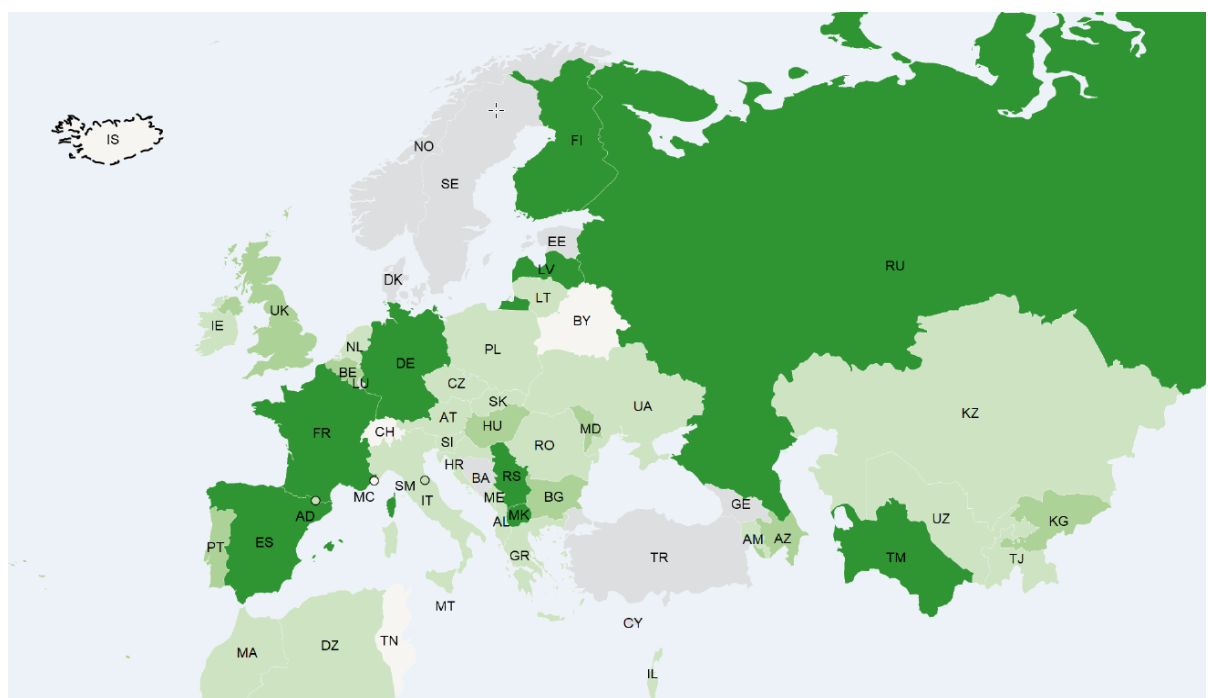 IS
NO
FI
SE
EE
RU
LV
DK
LT
UK
BY
IE
NL
PL
BE
DE
LU
CZ
SK
UA
AT
KZ
HU
MD
FR
CH
SI
RO
HR
BA
RS
SM
MC
IT
ME
BG
GE
AD
MK
UZ
KG
AL
PT
ES
AM
AZ
GR
TR
TM
TJ
MT
CY
TN
DZ
MA
IL